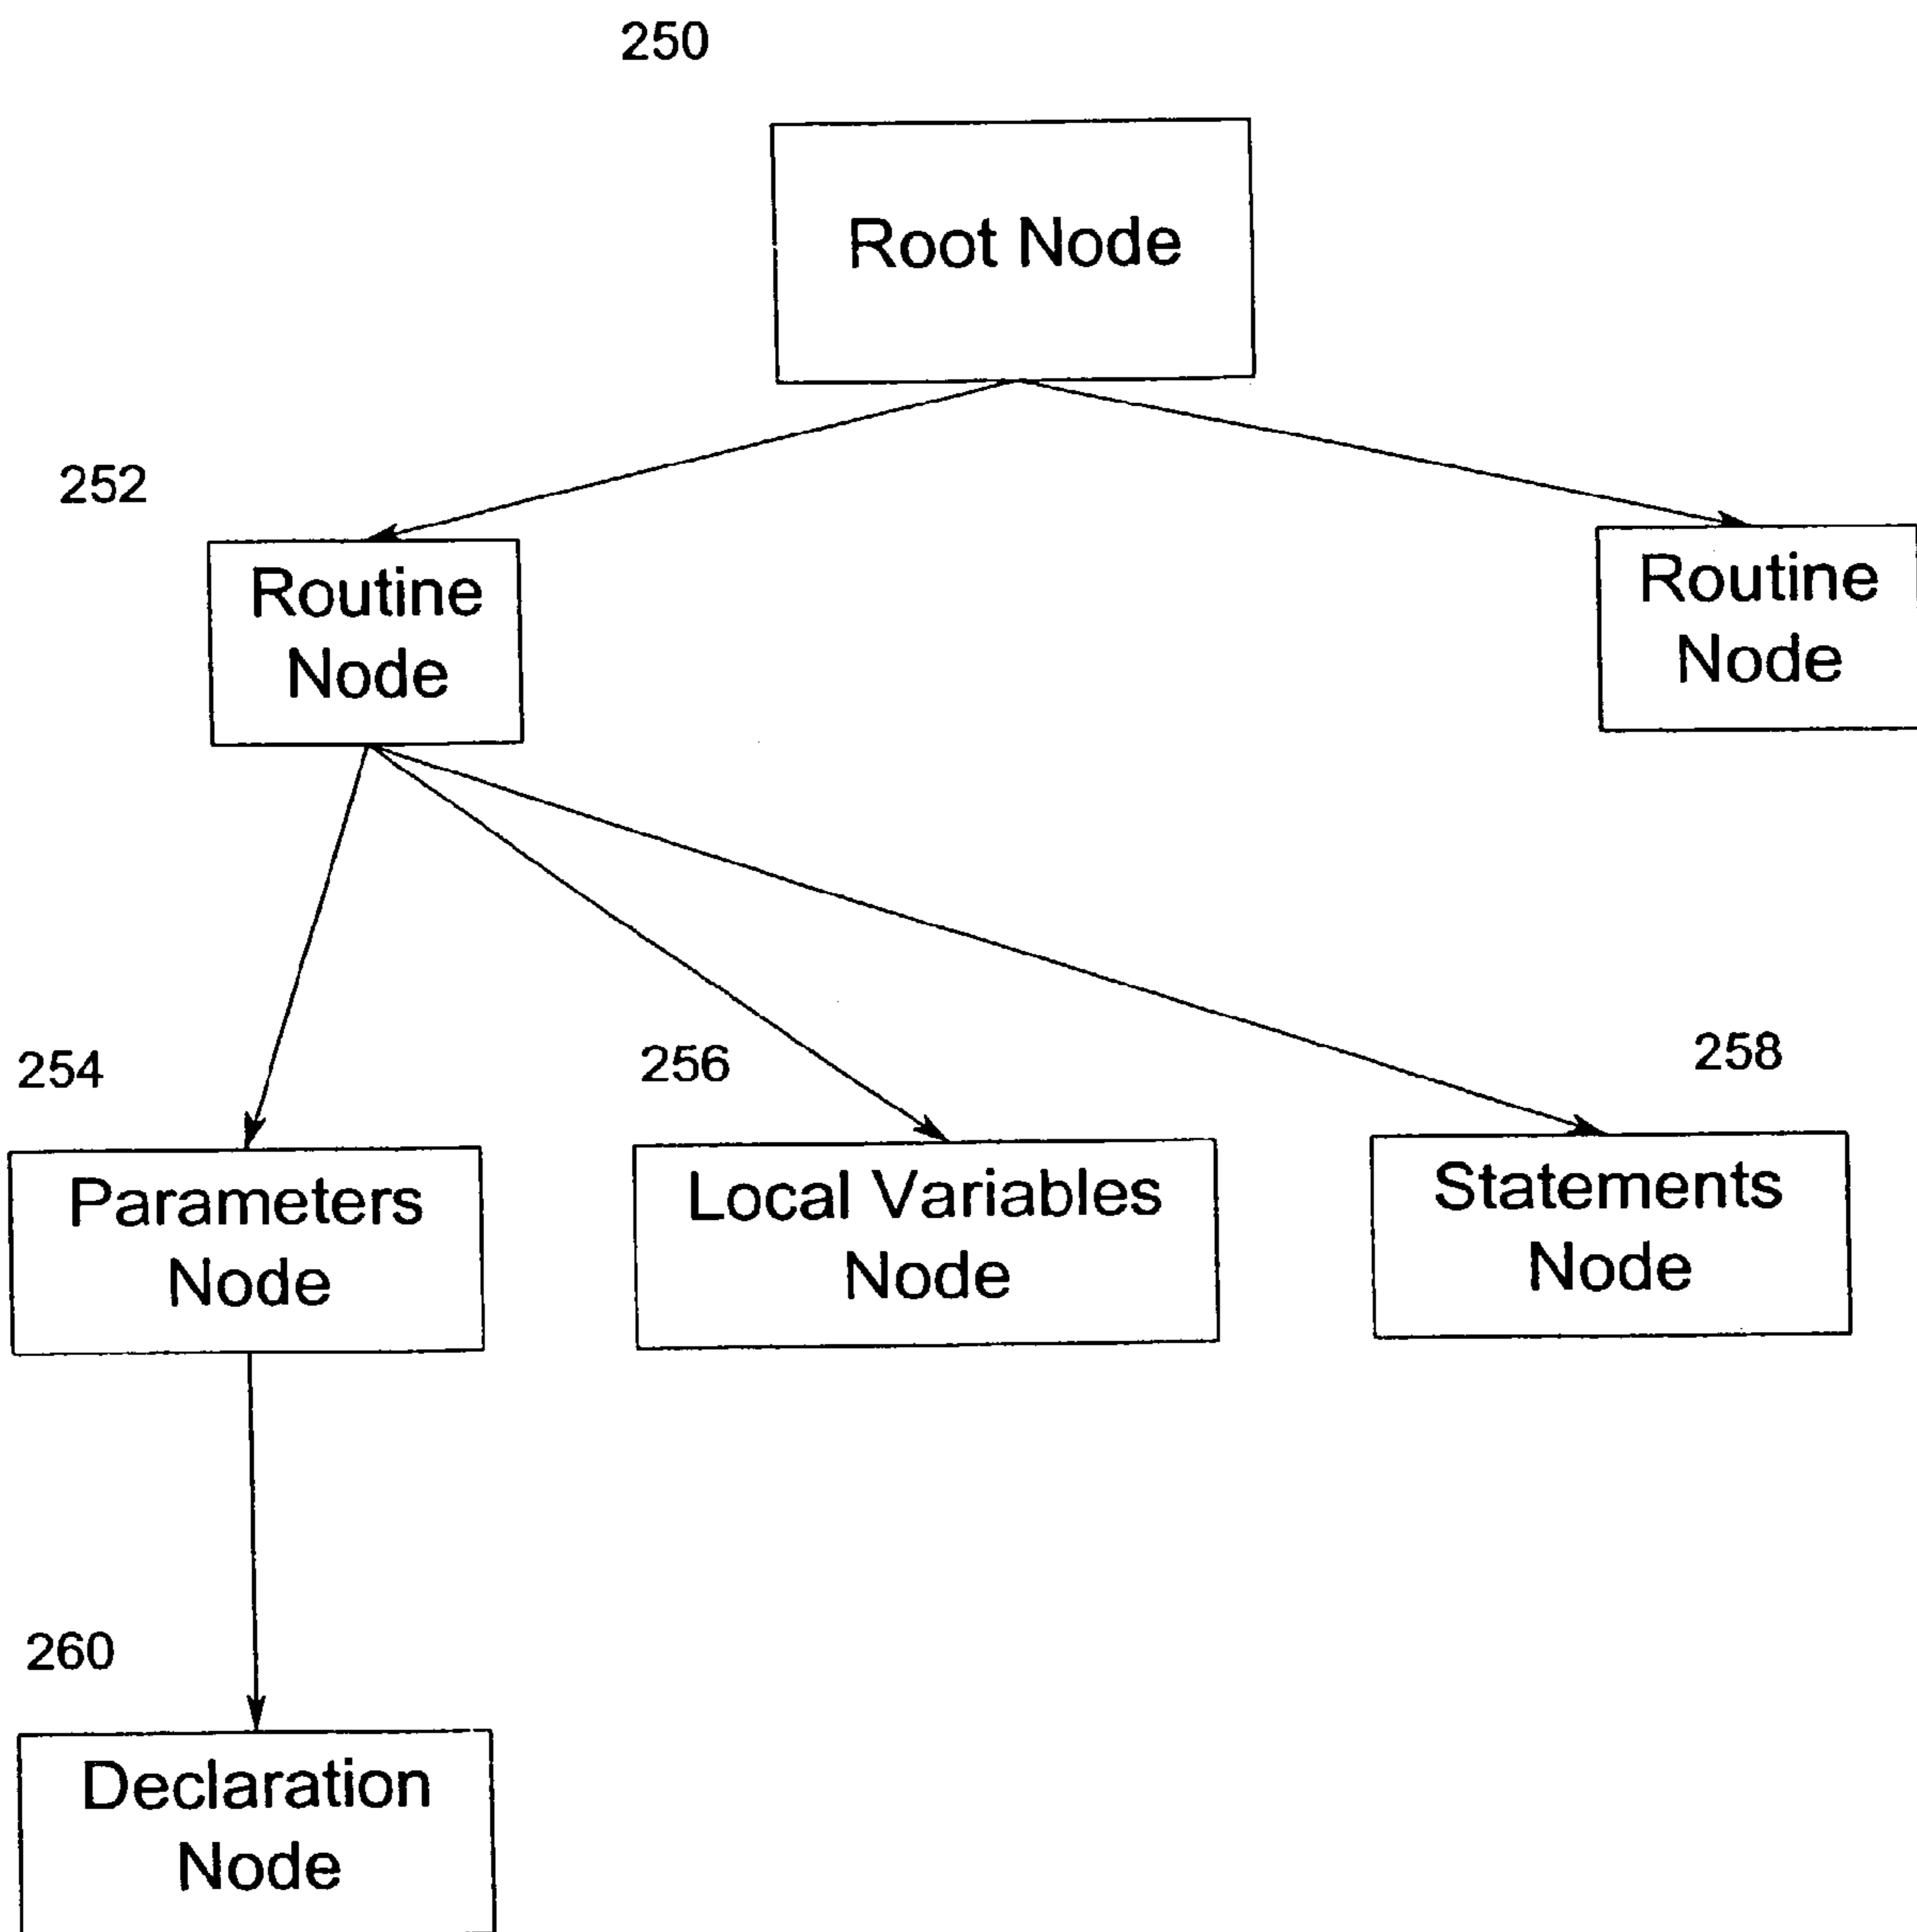 250
Root Node
252
Routine
Node
Routine
Node
254
256
258
Parameters
Node
Local Variables
Node
Statements
Node
260
Declaration
Node